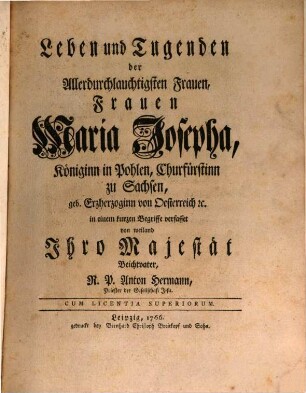 Leben und Tugenden
der
Allerdurchlauchtigsten Frauen,
Frauen
Maria Josepha,
Königinn in Pohlen, Churfürstinn
zu Sachsen,
geb. Erzherzoginn von Oesterreich ꝛc.
in einem kurzen Begriffe verfasset
von weiland
Ihro Majestät
Beichtvater,
R. P. Anton Hermann,
Priester der Gesellschaft Jesu.
CUM LICENTIA SUPERIORUM.
Leipzig, 1766.
gedruckt bey Bernhard Christoph Breitkopf und Sohn.